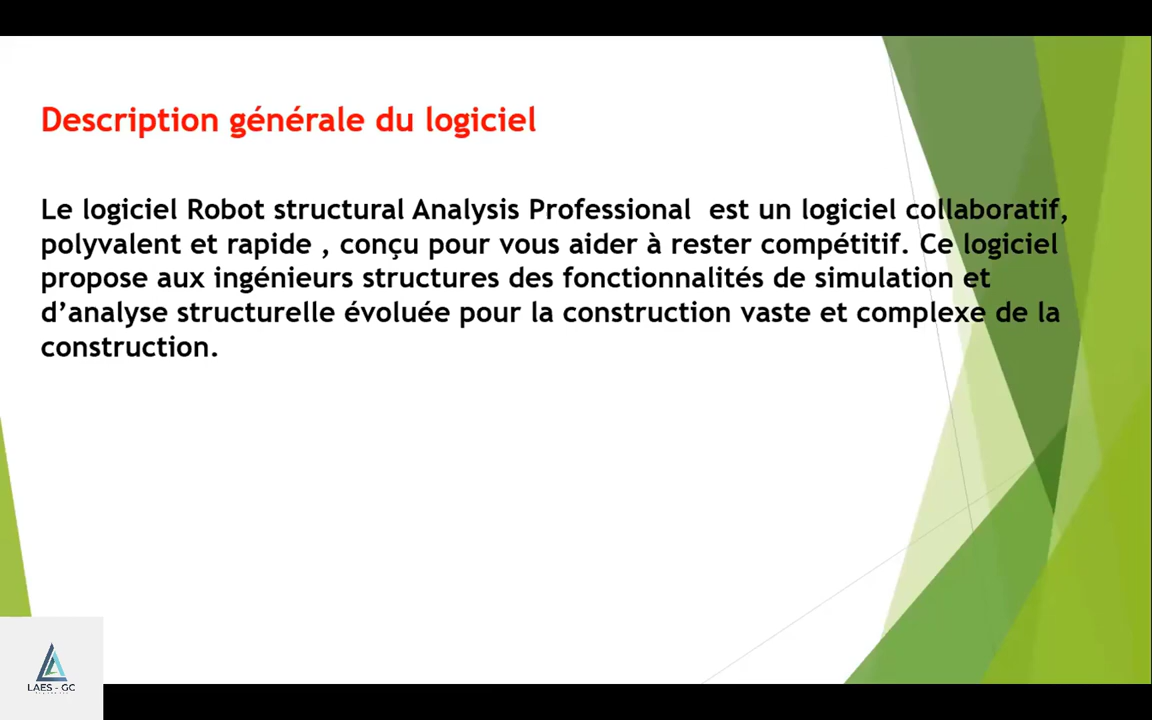 Description générale du logiciel
Le logiciel Robot structural Analysis Professional est un logiciel collaboratif,
polyvalent et rapide , conçu pour vous aider à rester compétitif. Ce logiciel
propose aux ingénieurs structures des fonctionnalités de simulation et
d’analyse structurelle évoluée pour la construction vaste et complexe de la
construction.
LAES - GC